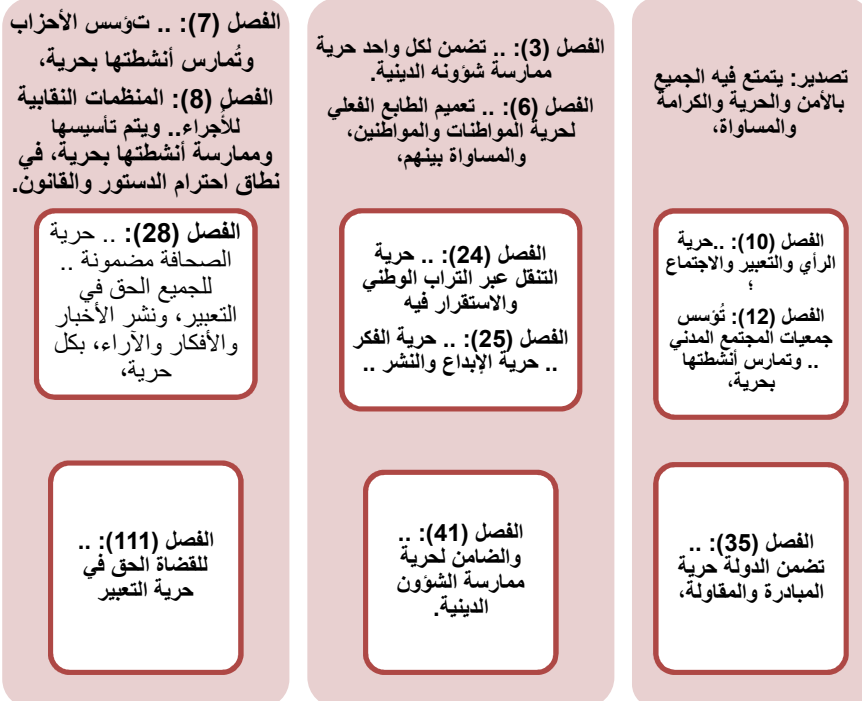 تصدير: يتمتع فيه الجميع
بالأمن والحرية والكرامة
والمساواة،
الفصل (10): ..حرية
الرأي والتعبير والاجتماع
؛
الفصل (12): تُؤسس
جمعيات المجتمع المدني
.. وتمارس أنشطتها
بحرية،
الفصل (35): ..
تضمن الدولة حرية
المبادرة والمقاولة،
الفصل (3): .. تضمن لكل واحد حرية
ممارسة شؤونه الدينية.
الفصل (6): .. تعميم الطابع الفعلي
لحرية المواطنات والمواطنين،
والمساواة بينهم،
الفصل (24): .. حرية
التنقل عبر التراب الوطني
والاستقرار فيه
الفصل (25): .. حرية الفكر
.. حرية الإبداع والنشر ..
الفصل (41): ..
والضامن لحرية
ممارسة الشؤون
الدينية.
الفصل (7): .. تؤسس الأحزاب
وتُمارس أنشطتها بحرية،
الفصل (8): المنظمات النقابية
للأجراء.. ويتم تأسيسها
وممارسة أنشطتها بحرية، في
نطاق احترام الدستور والقانون.
الفصل (28): .. حرية
الصحافة مضمونة ..
للجميع الحق في
التعبير، ونشر الأخبار
والأفكار والآراء، بكل
حرية،
الفصل (111): ..
للقضاة الحق في
حرية التعبير